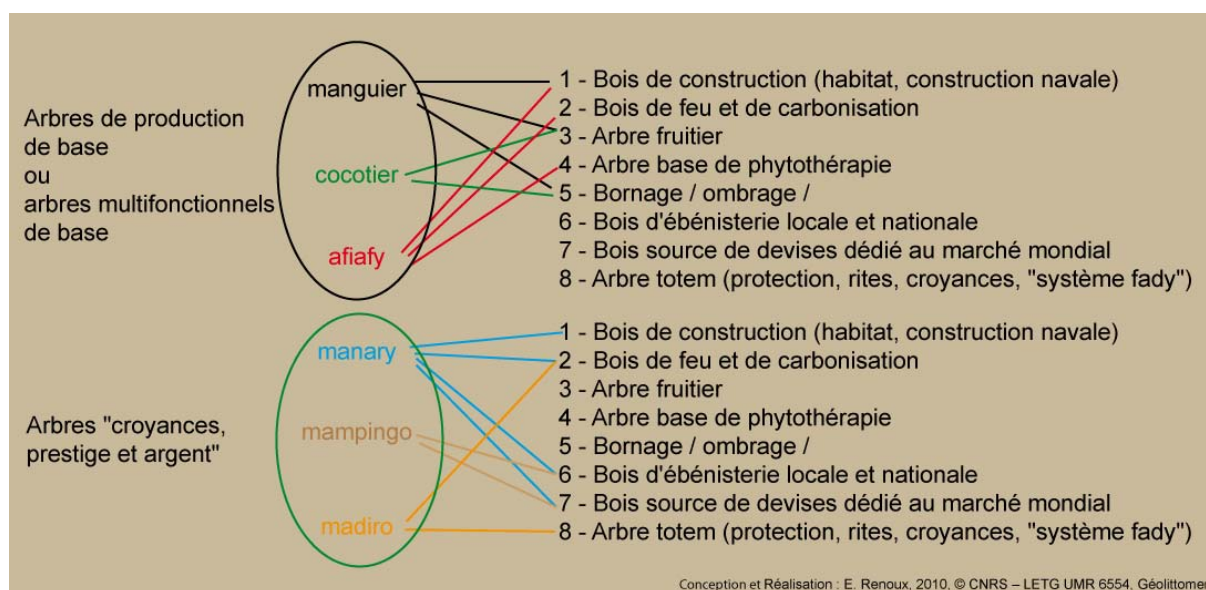 Arbres de production
de base
ou
arbres multifonctionnels
de base
manguier
cocotier
afiafy
1 - Bois de construction (habitat, construction navale)
2 - Bois de feu et de carbonisation
3 - Arbre fruitier
4 - Arbre base de phytothérapie
5 - Bornage / ombrage /
6 - Bois d'ébénisterie locale et nationale
7 - Bois source de devises dédié au marché mondial
8 - Arbre totem (protection, rites, croyances, "système fady")
Arbres "croyances,
prestige et argent"
manary
mampingo
madiro
1 - Bois de construction (habitat, construction navale)
2 - Bois de feu et de carbonisation
3 - Arbre fruitier
4 - Arbre base de phytothérapie
5 - Bornage / ombrage /
6 - Bois d'ébénisterie locale et nationale
7 - Bois source de devises dédié au marché mondial
8 - Arbre totem (protection, rites, croyances, "système fady")
Conception et Réalisation : E. Renoux, 2010, © CNRS – LETG UMR 6554, Géolittomer